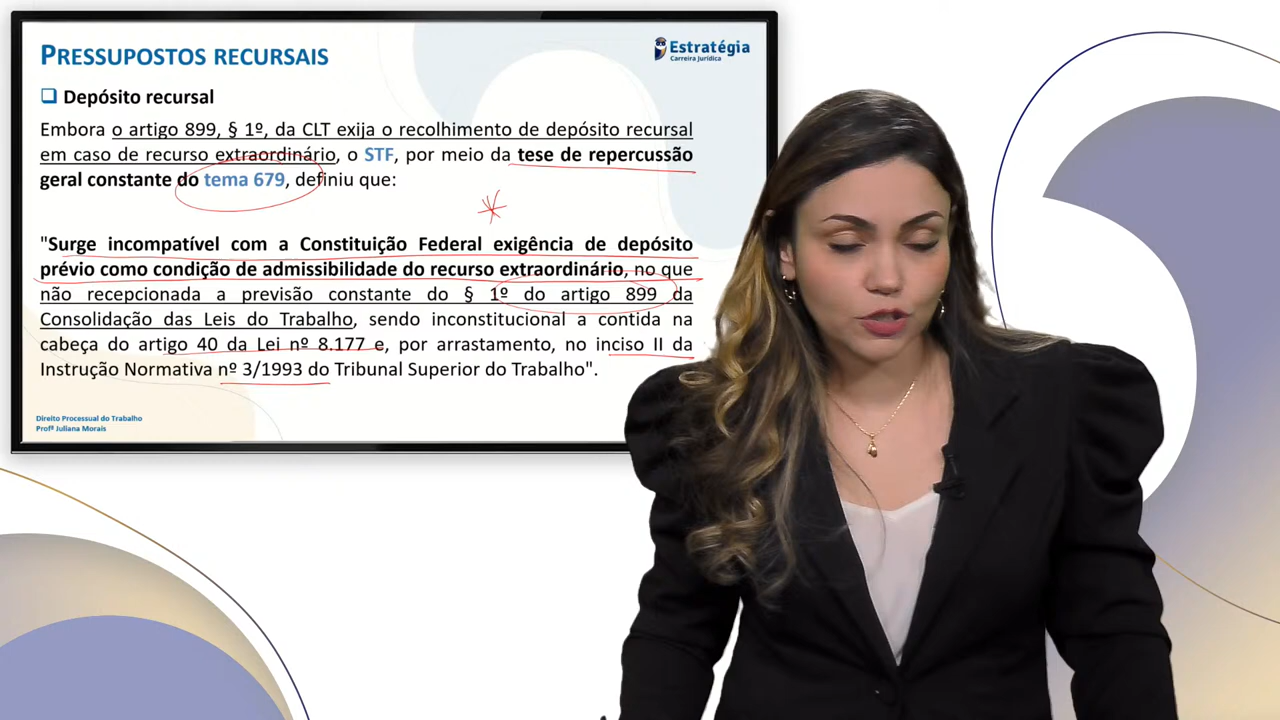 PRESSUPOSTOS RECURSAIS
Estratégia
Carreira Jurídica
Depósito recursal
Embora o artigo 899, § 1º, da CLT exija o recolhimento de depósito recursal
em caso de recurso extraordinário, o STF, por meio da tese de repercussão
geral constante do tema 679, definiu que:
"Surge incompatível com a Constituição Federal exigência de depósito
prévio como condição de admissibilidade do recurso extraordinário, no que
não recepcionada a previsão constante do § 1º do artigo 899 da
Consolidação das Leis do Trabalho, sendo inconstitucional a contida na
cabeça do artigo 40 da Lei nº 8.177 e, por arrastamento, no inciso II da
Instrução Normativa nº 3/1993 do Tribunal Superior do Trabalho".
Direito Processual do Trabalho
Profª Juliana Morais